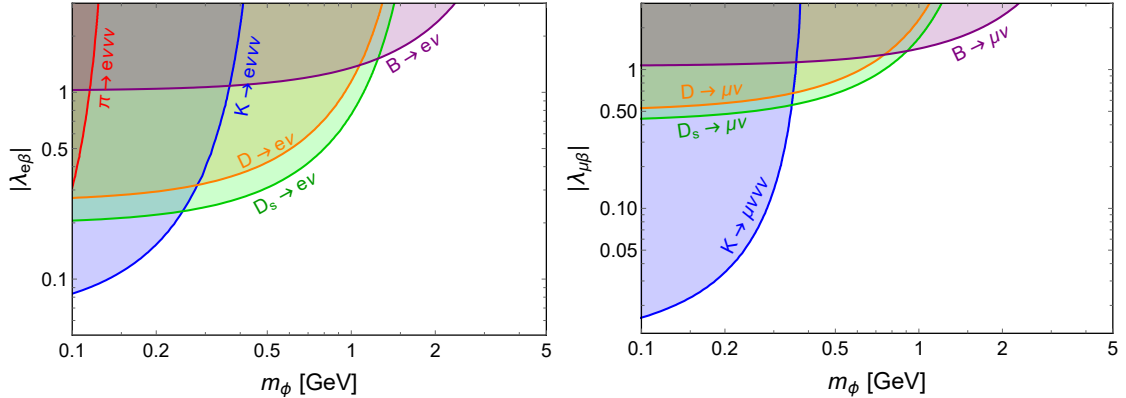 |λeβ|
1
0.5
0.1
π → eννν
K → eννν
D → eν
Ds → eν
B → eν
0.1 0.2 0.5 1 2 5
mϕ [GeV]
|λμβ|
1
0.50
0.10
0.05
K → μννν
D → μν
Ds → μν
B → μν
0.1 0.2 0.5 1 2 5
mϕ [GeV]